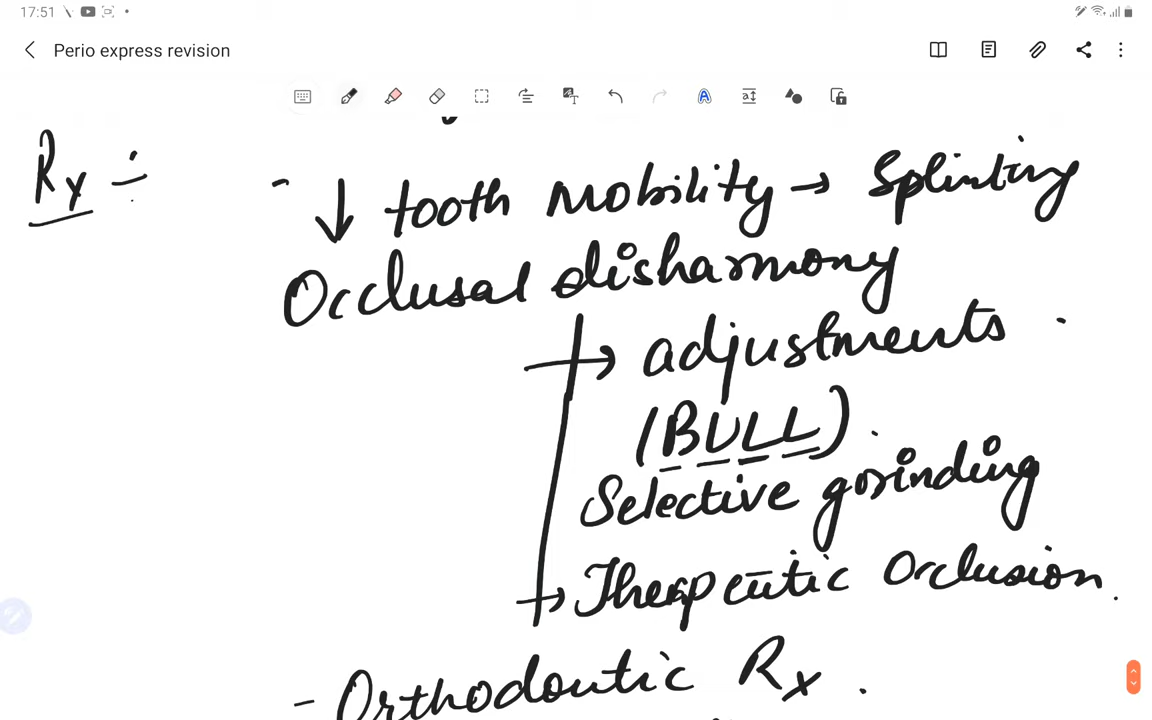 17:51
Perio express revision
Rx ÷ - ↓ tooth mobility → Splinting
Occlusal disharmony
→ adjustments.
(BULL).
Selective grinding
→ Therapeutic Occlusion.
- Orthodontic Rx.